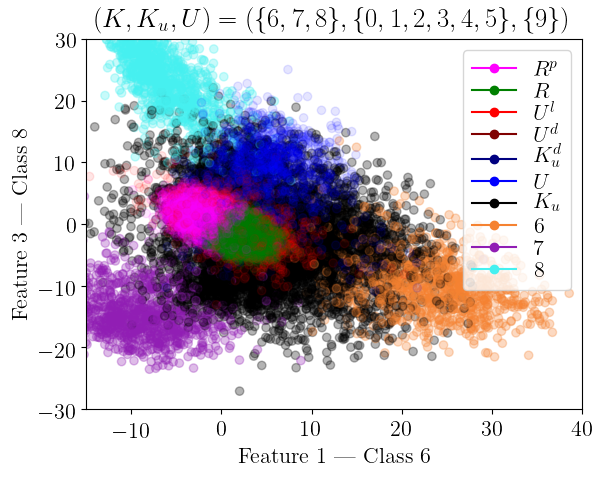 (K, K_u, U) = ({6, 7, 8}, {0, 1, 2, 3, 4, 5}, {9})
30
20
10
0
−10
−20
−30
Feature 3 — Class 8
R^p
R
U^l
U^d
K_u^d
U
K_u
6
7
8
−10
0
10
20
30
40
Feature 1 — Class 6